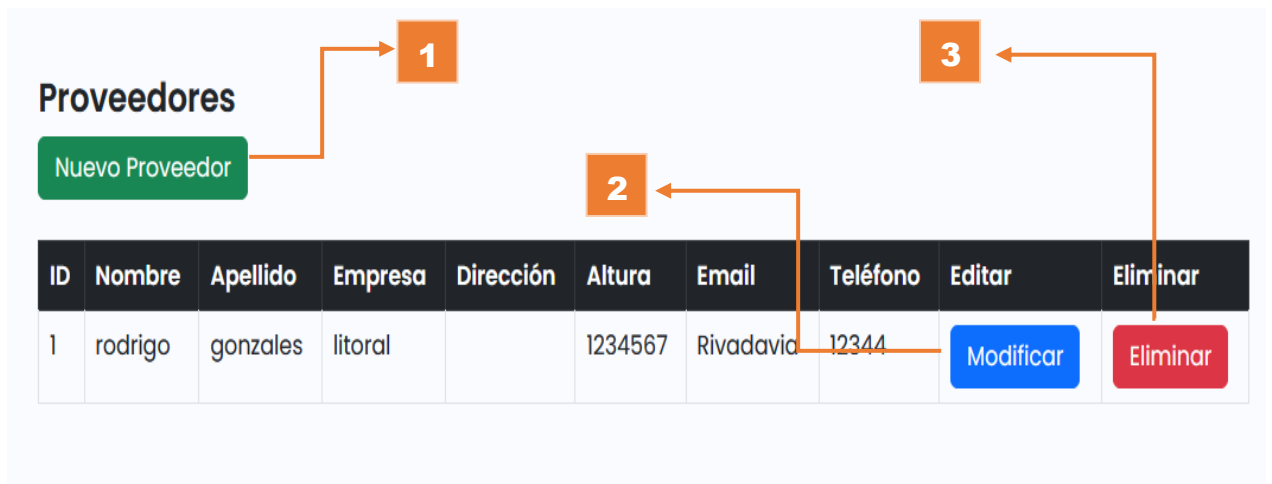 1
3
Proveedores
Nuevo Proveedor
2
ID Nombre Apellido Empresa Dirección Altura Email Teléfono Editar Eliminar
1 rodrigo gonzales litoral 1234567 Rivadavia 12344 Modificar Eliminar